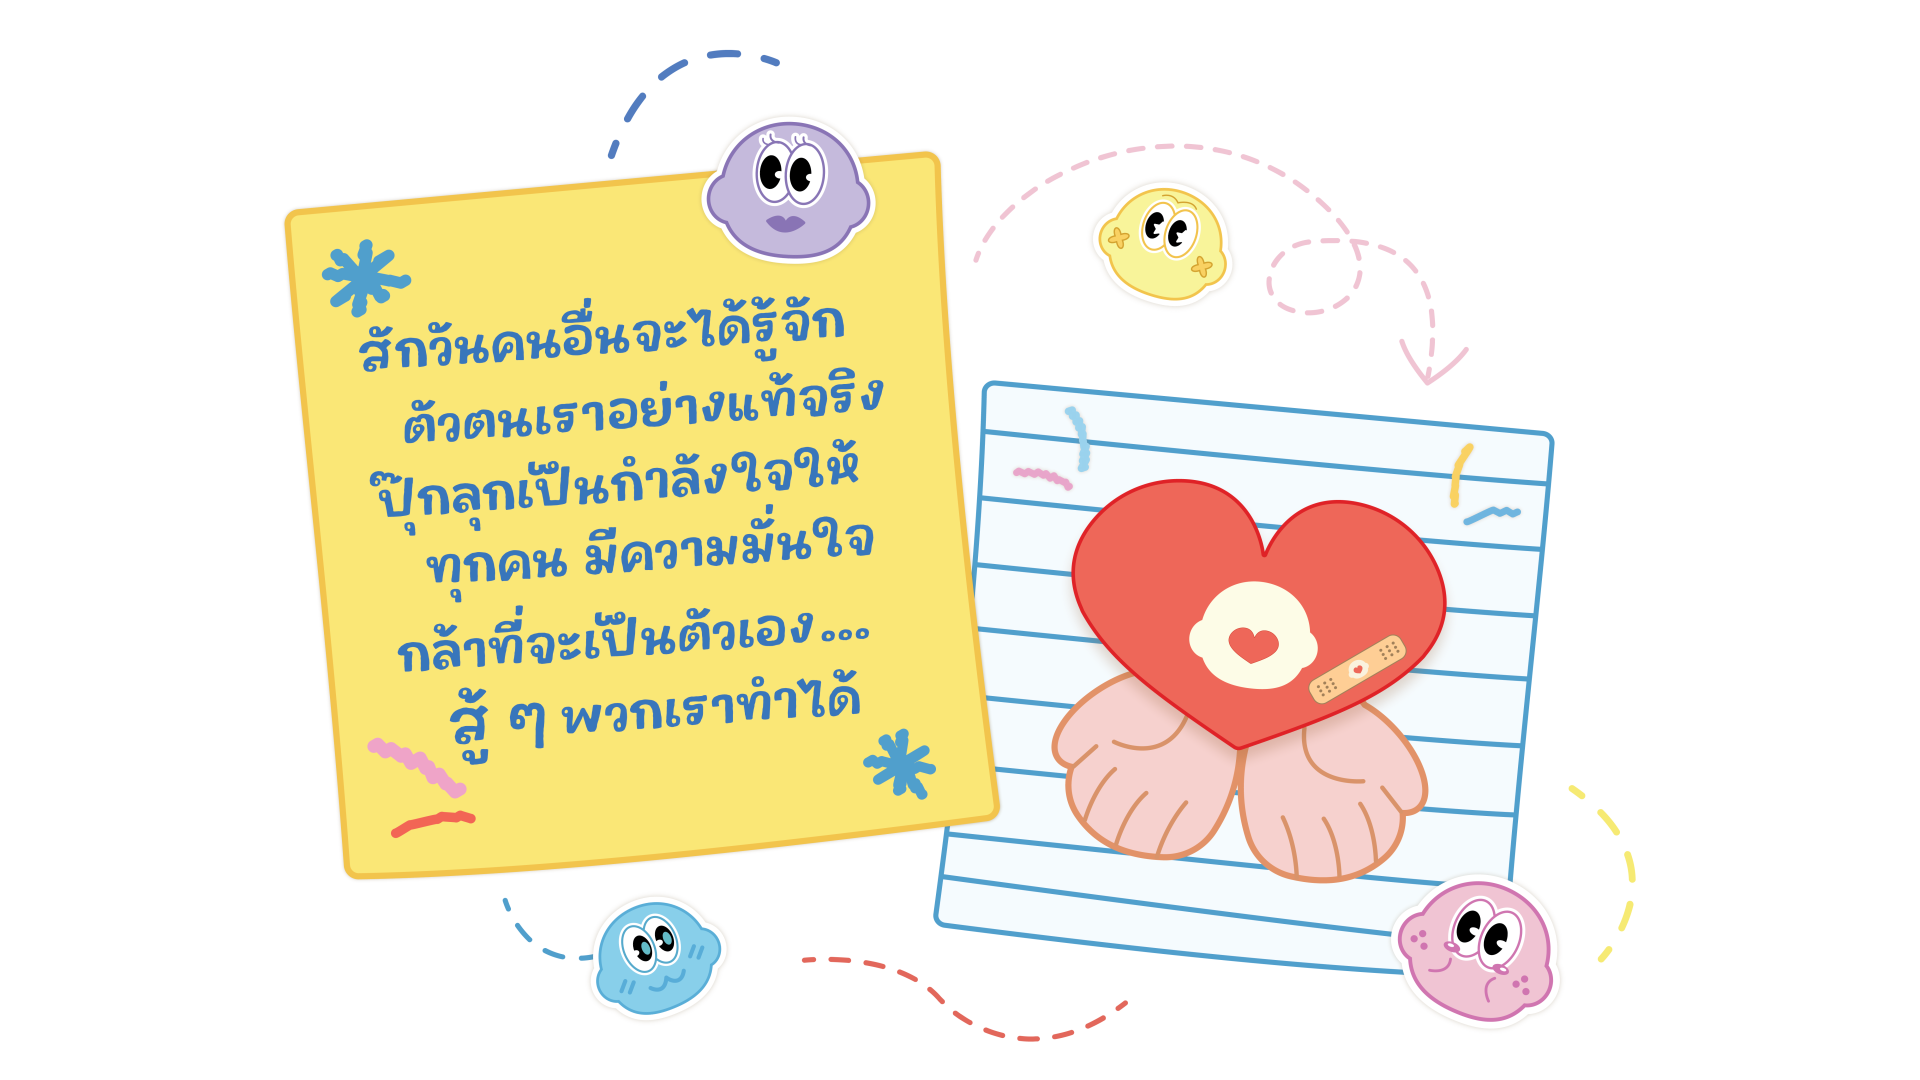 สักวันคนอื่นจะได้รู้จัก
ตัวตนเราอย่างแท้จริง
ปุ๊กลุกเป็นกำลังใจให้
ทุกคน มีความมั่นใจ
กล้าที่จะเป็นตัวเอง...
สู้ ๆ พวกเราทำได้